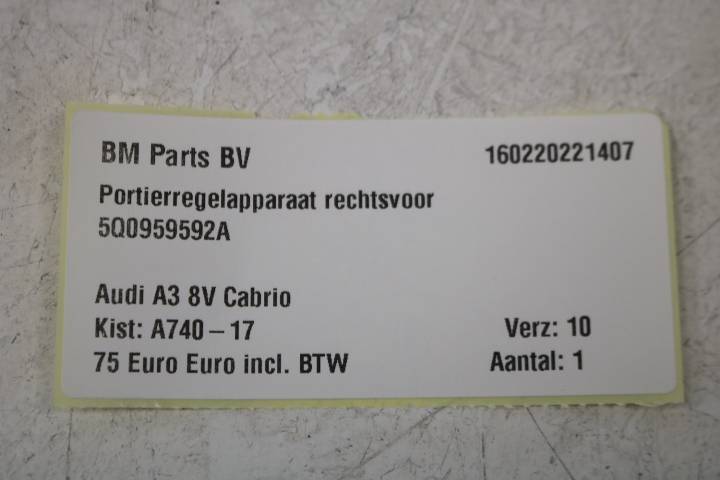 BM Parts BV 160220221407
Portierregelapparaat rechtsvoor
5Q0959592A
Audi A3 8V Cabrio
Kist: A740-17 Verz: 10
75 Euro Euro incl. BTW Aantal: 1